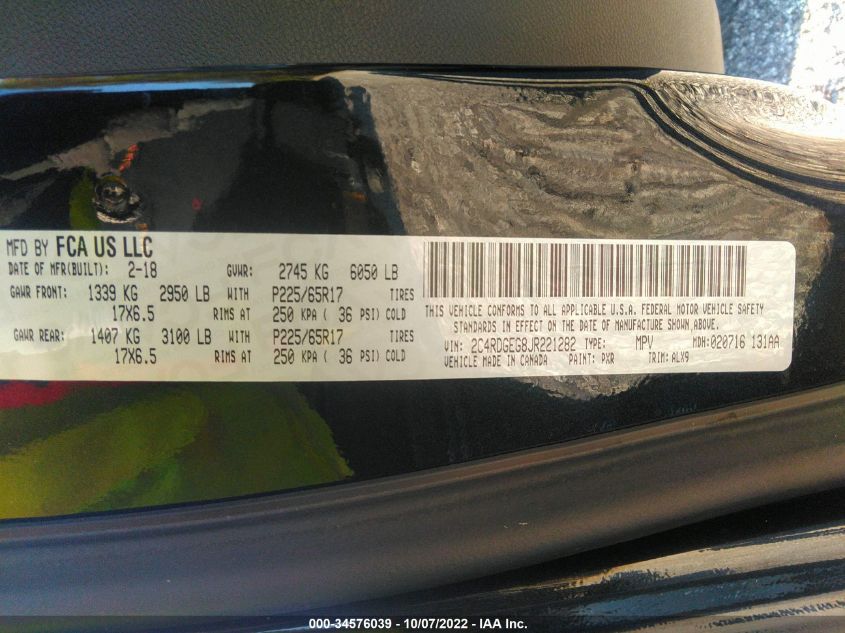 MFD BY FCA US LLC
DATE OF MFR(BUILT): 2-18 GVWR: 2745 KG 6050 LB
GAWR FRONT: 1339 KG 2950 LB WITH P225/65R17 TIRES
17X6.5 RIMS AT 250 KPA ( 36 PSI) COLD
GAWR REAR: 1407 KG 3100 LB WITH P225/65R17 TIRES
17X6.5 RIMS AT 250 KPA ( 36 PSI) COLD
THIS VEHICLE CONFORMS TO ALL APPLICABLE U.S.A. FEDERAL MOTOR VEHICLE SAFETY
STANDARDS IN EFFECT ON THE DATE OF MANUFACTURE SHOWN ABOVE.
VIN: 2C4RDGEG8JR221282 TYPE: MPV MDH:020716 131AA
VEHICLE MADE IN CANADA PAINT: PXR TRIM: ALX9
000-34576039 - 10/07/2022 - IAA Inc.